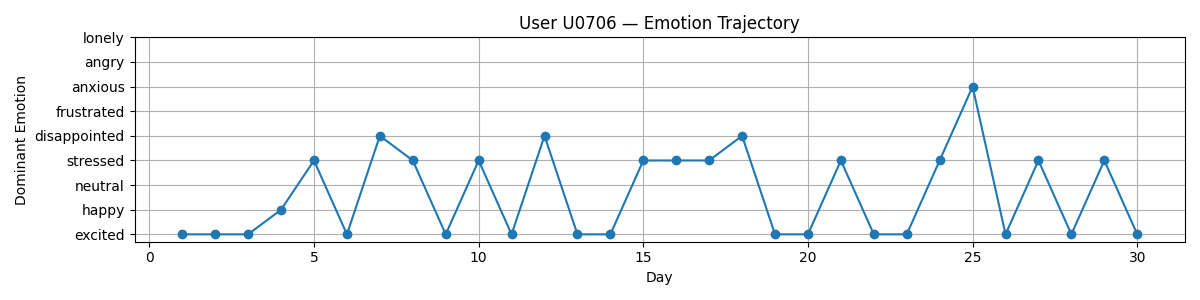 User U0706 — Emotion Trajectory
Dominant Emotion
lonely
angry
anxious
frustrated
disappointed
stressed
neutral
happy
excited
0 5 10 15 20 25 30
Day